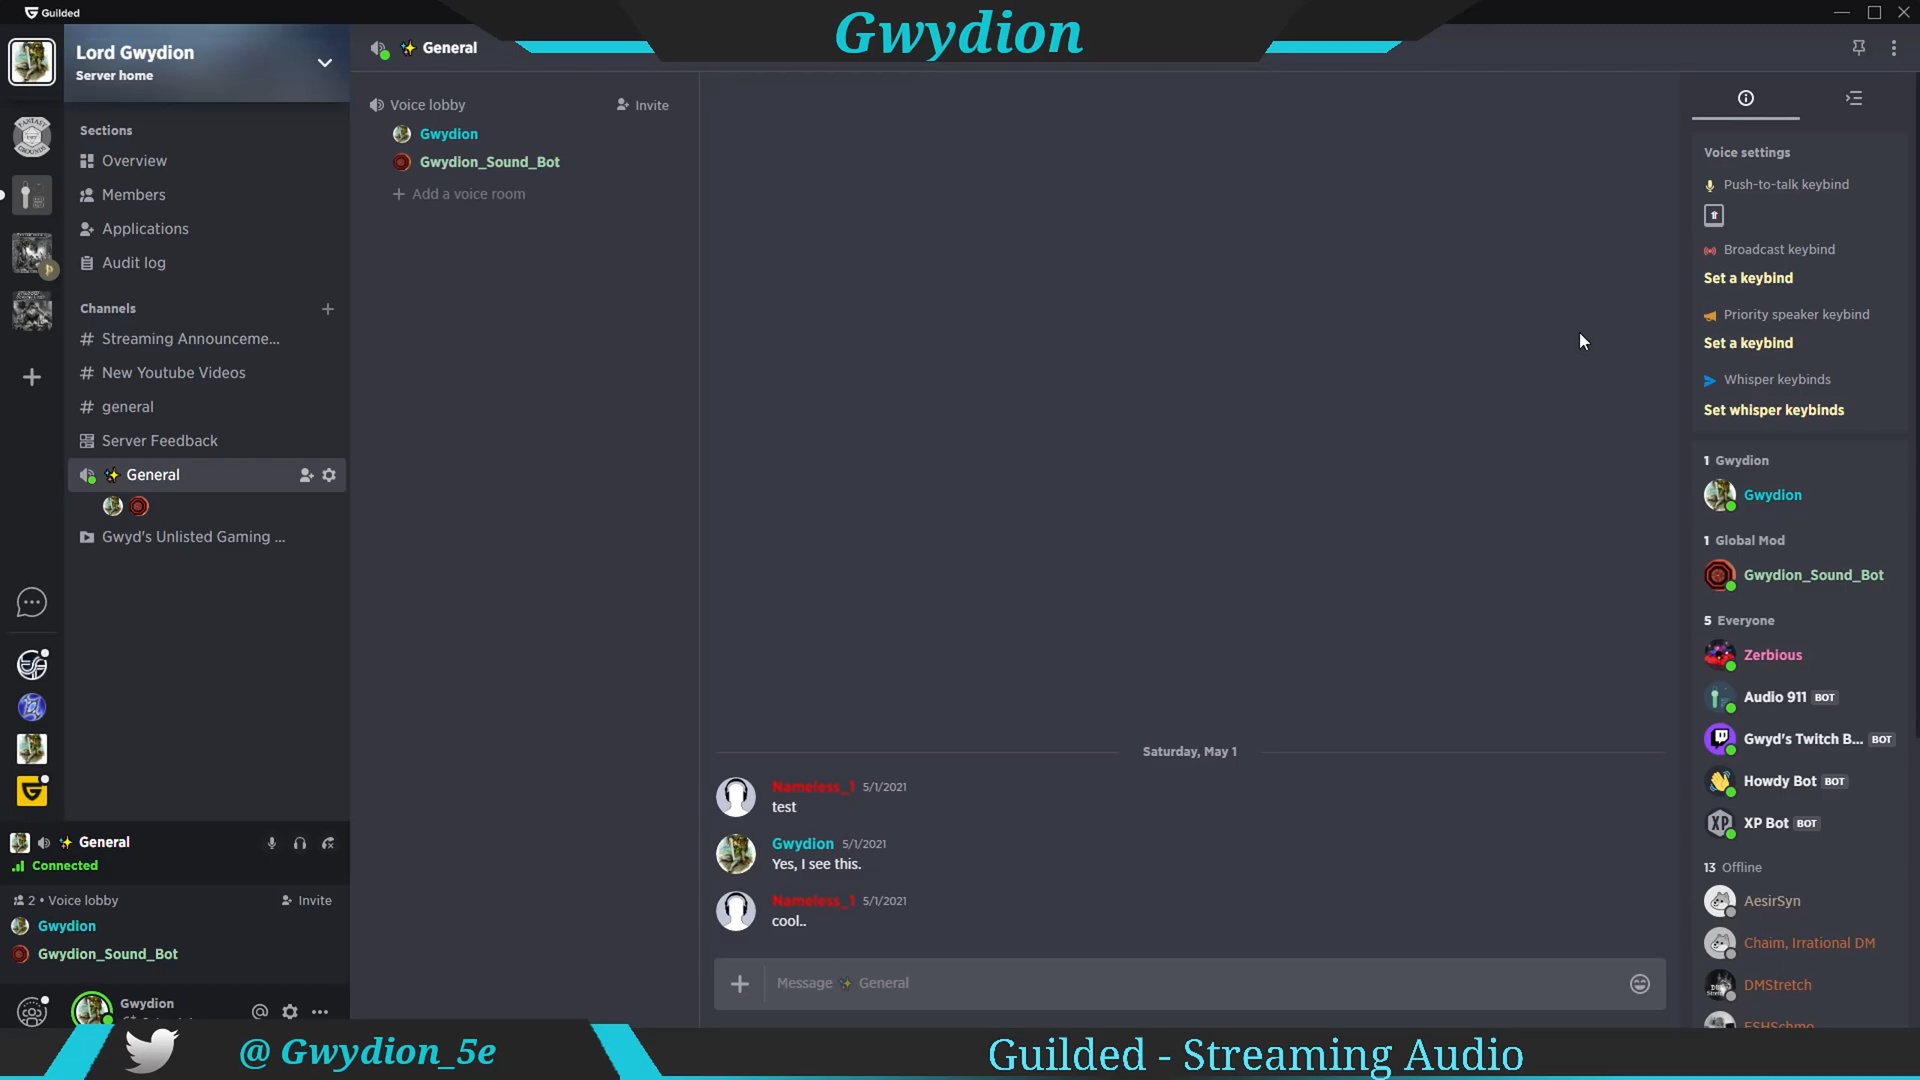 Guilded
Gwydion
Lord Gwydion
Server home
Sections
Overview
Members
Applications
Audit log
Channels
Streaming Announceme...
New Youtube Videos
general
Server Feedback
General
Gwyd's Unlisted Gaming ...
General
Connected
2 • Voice lobby
Invite
Gwydion
Gwydion_Sound_Bot
Gwydion
General
Voice lobby
Invite
Gwydion
Gwydion_Sound_Bot
Add a voice room
Saturday, May 1
Nameless_1 5/1/2021
test
Gwydion 5/1/2021
Yes, I see this.
Nameless_1 5/1/2021
cool..
Message ✨ General
Voice settings
Push-to-talk keybind
Broadcast keybind
Set a keybind
Priority speaker keybind
Set a keybind
Whisper keybinds
Set whisper keybinds
1 Gwydion
Gwydion
1 Global Mod
Gwydion_Sound_Bot
5 Everyone
Zerbious
Audio 911 BOT
Gwyd's Twitch B... BOT
Howdy Bot BOT
XP Bot BOT
13 Offline
AesirSyn
Chaim, Irrational DM
DMStretch
@ Gwydion_5e
Guilded - Streaming Audio